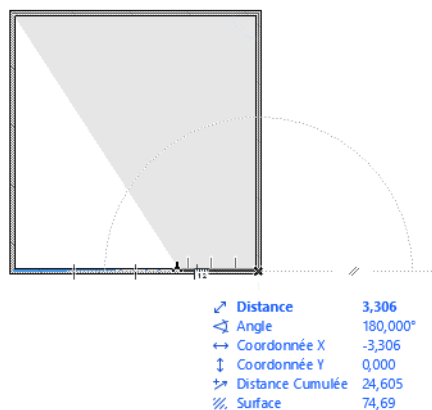 Distance 3,306
Angle 180,000°
Coordonnée X -3,306
Coordonnée Y 0,000
Distance Cumulée 24,605
Surface 74,69